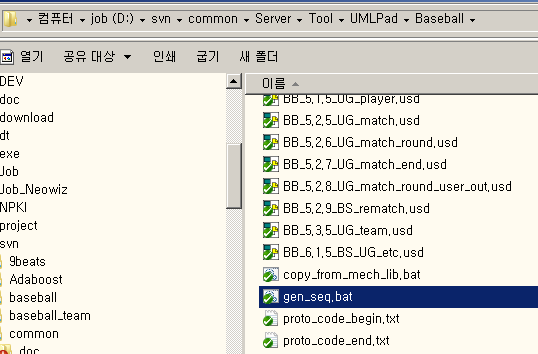 컴퓨터 ▾ job (D:) ▾ svn ▾ common ▾ Server ▾ Tool ▾ UMLPad ▾ Baseball ▾
열기 공유 대상 ▾ 인쇄 굽기 새 폴더
DEV
doc
download
dt
exe
Job
Job_Neowiz
NPKI
project
svn
9beats
Adaboost
baseball
baseball_team
common
doc
이름
BB_5,1,5_UG_player,usd
BB_5,2,5_UG_match,usd
BB_5,2,6_UG_match_round,usd
BB_5,2,7_UG_match_end,usd
BB_5,2,8_UG_match_round_user_out,usd
BB_5,2,9_BS_rematch,usd
BB_5,3,5_UG_team,usd
BB_6,1,5_BS_UG_etc,usd
copy_from_mech_lib,bat
gen_seq,bat
proto_code_begin,txt
proto_code_end,txt